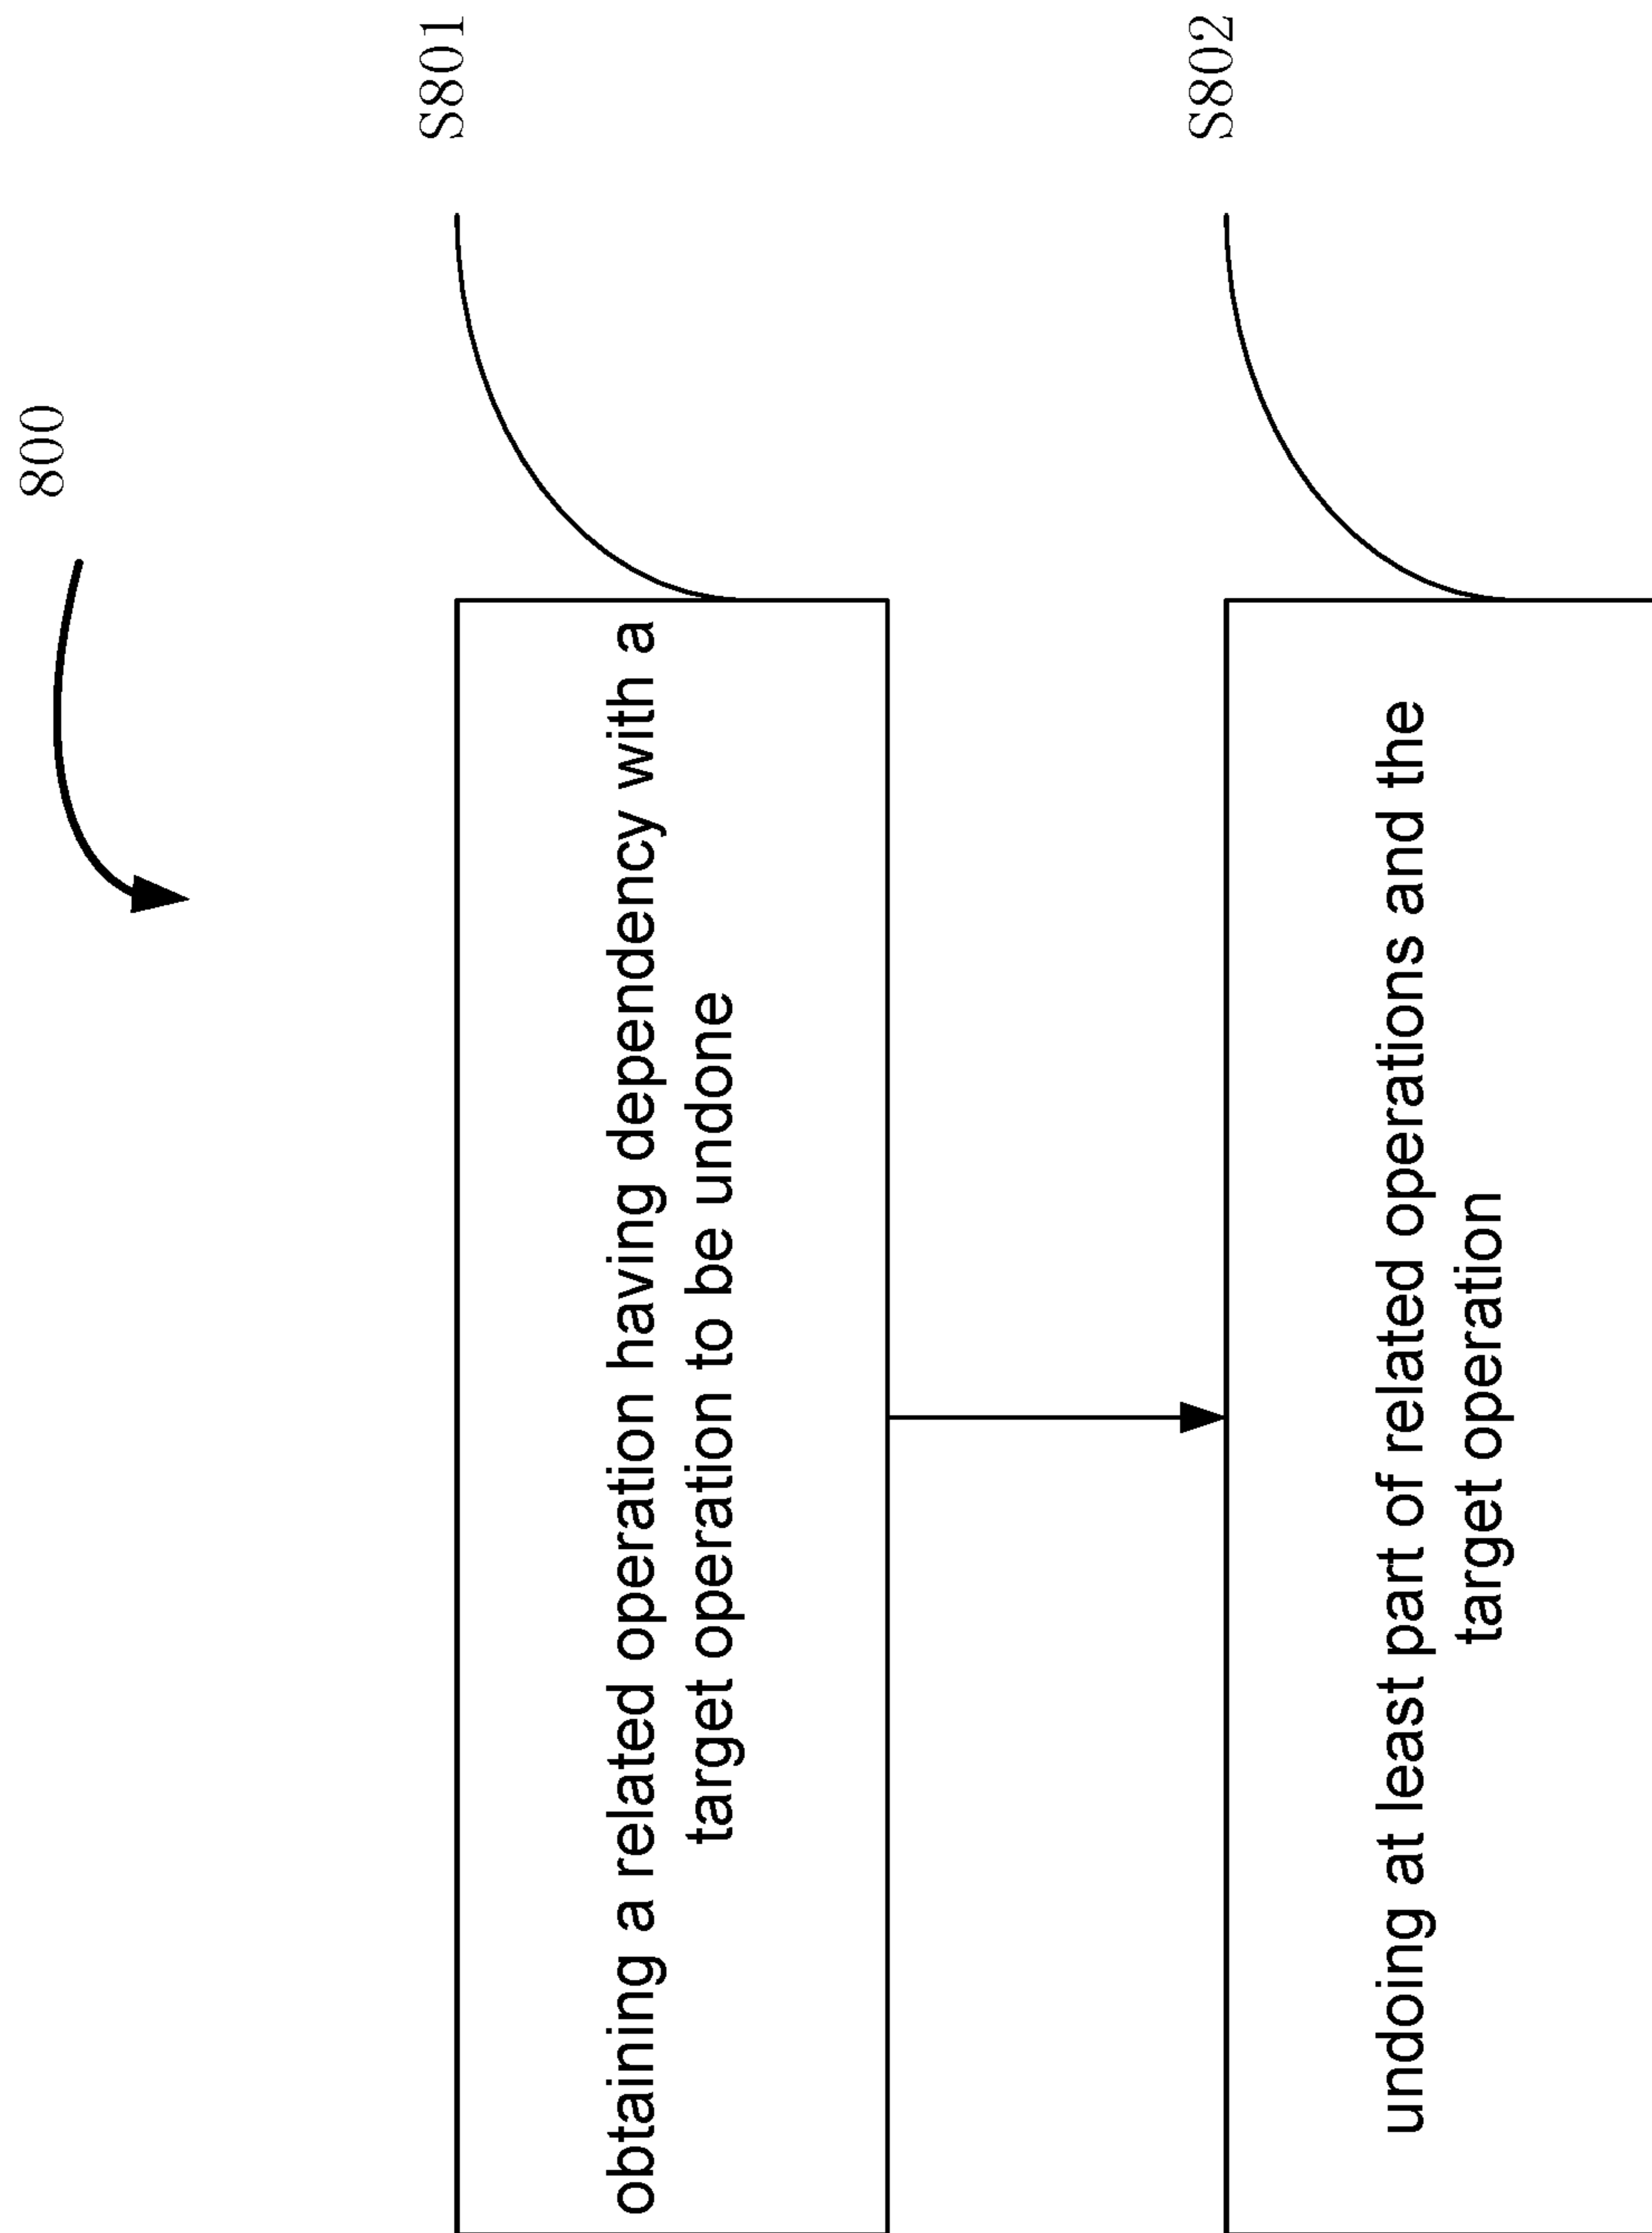 800
S801
obtaining a related operation having dependency with a
target operation to be undone
S802
undoing at least part of related operations and the
target operation